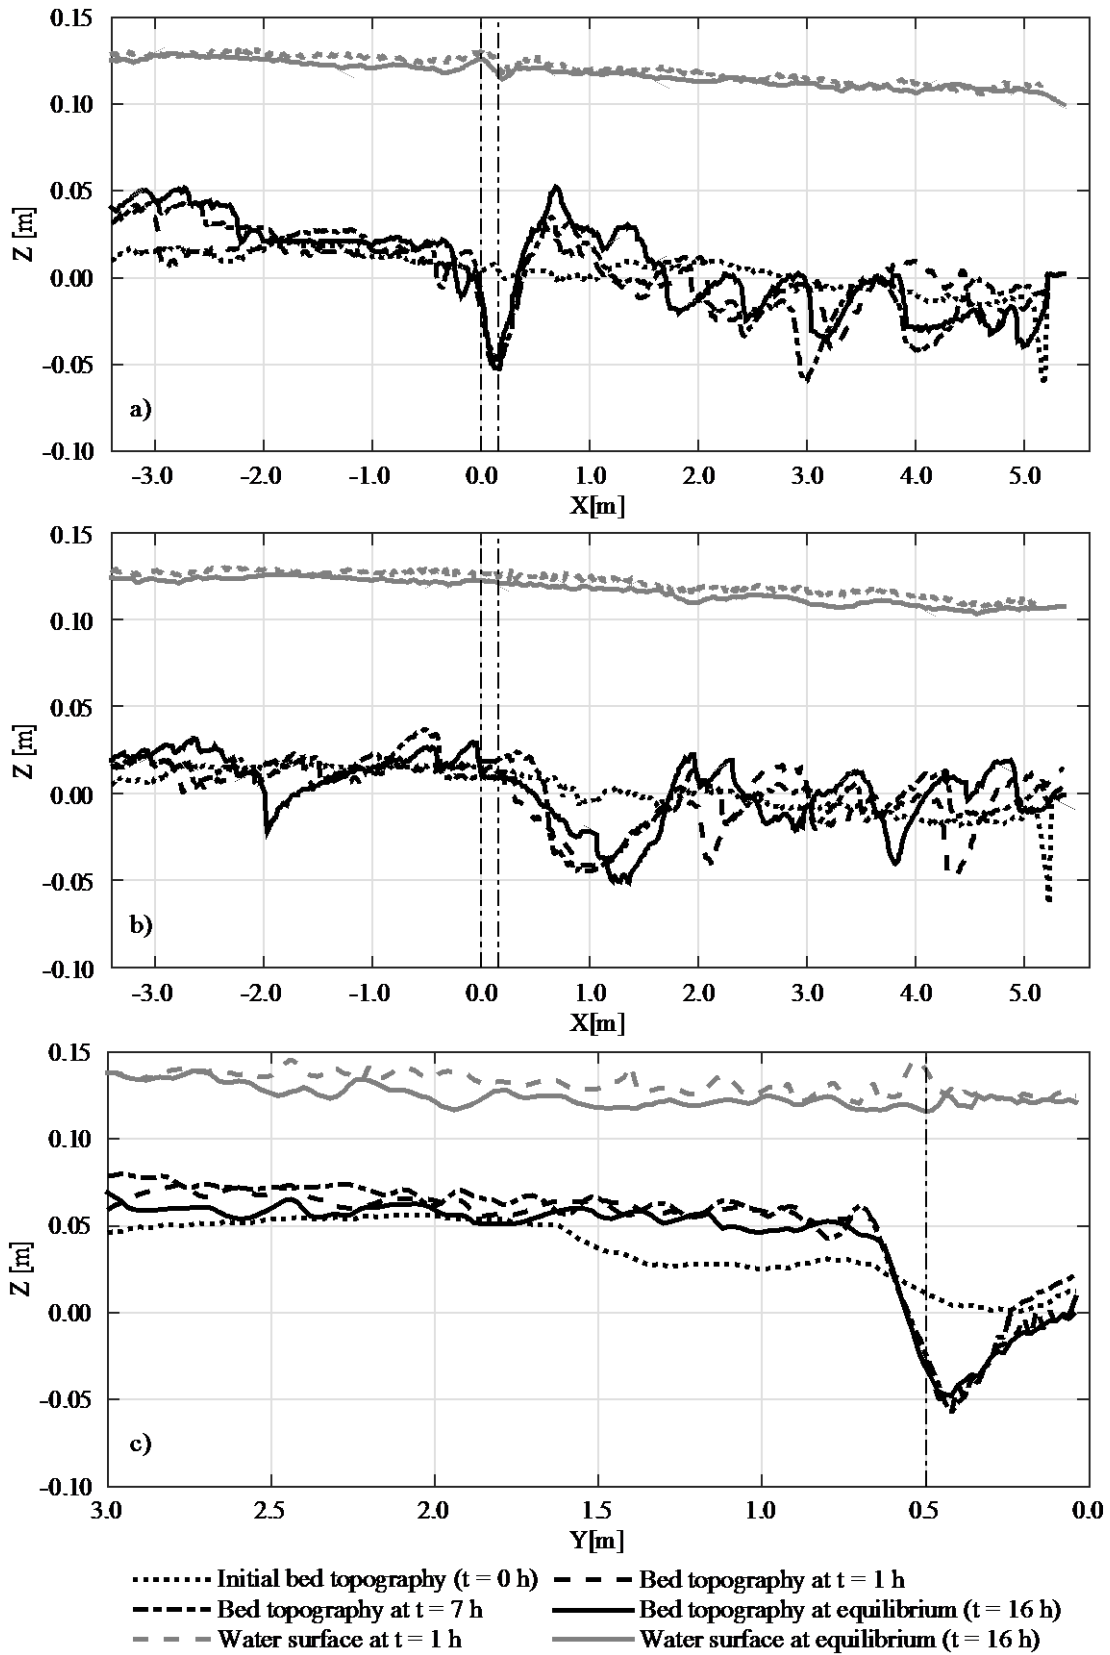 0.15
0.10
0.05
0.00
-0.05
-0.10
Z [m]
a)
-3.0 -2.0 -1.0 0.0 1.0 2.0 3.0 4.0 5.0
X[m]
0.15
0.10
0.05
0.00
-0.05
-0.10
Z [m]
b)
-3.0 -2.0 -1.0 0.0 1.0 2.0 3.0 4.0 5.0
X[m]
0.15
0.10
0.05
0.00
-0.05
-0.10
Z [m]
c)
3.0 2.5 2.0 1.5 1.0 0.5 0.0
Y[m]
Initial bed topography (t = 0 h) Bed topography at t = 1 h
Bed topography at t = 7 h Bed topography at equilibrium (t = 16 h)
Water surface at t = 1 h Water surface at equilibrium (t = 16 h)